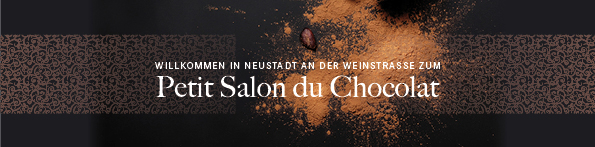 WILLKOMMEN IN NEUSTADT AN DER WEINSTRASSE ZUM
Petit Salon du Chocolat